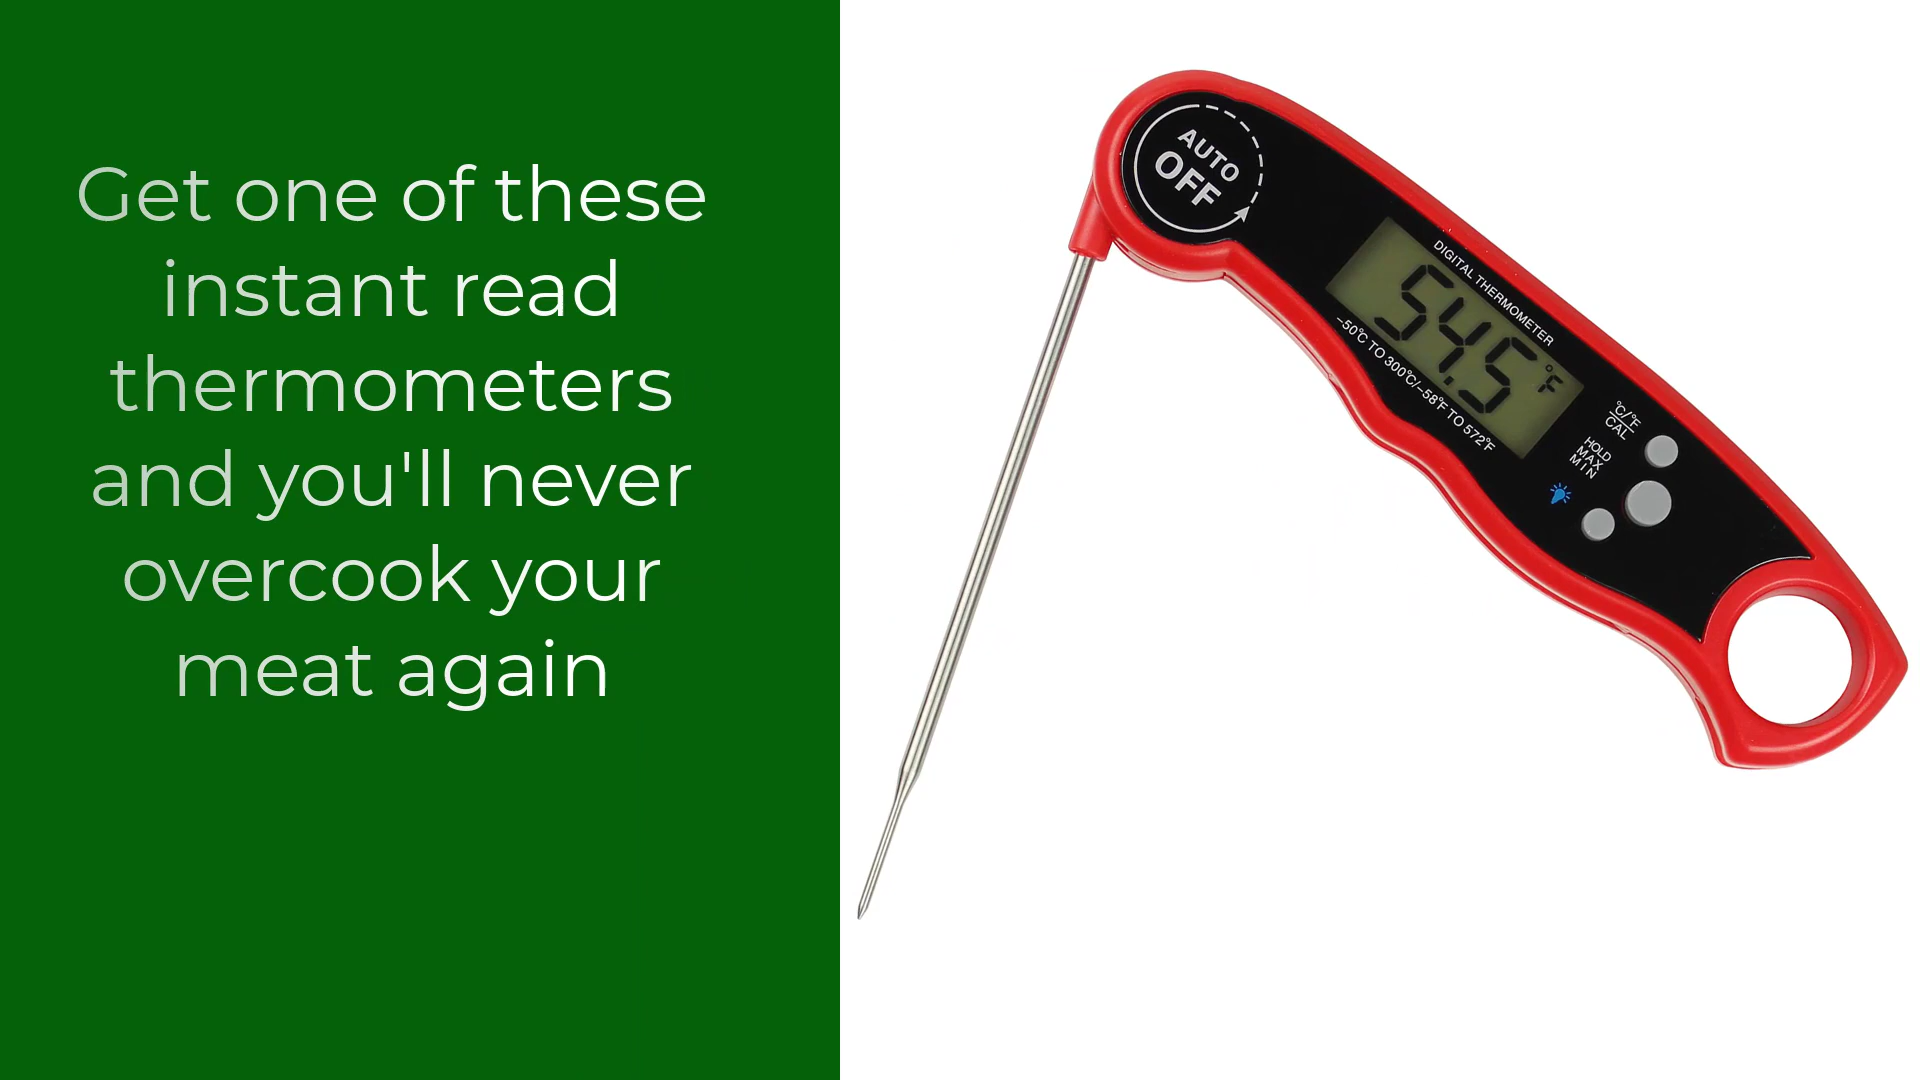 Get one of these
instant read
thermometers
and you'll never
overcook your
meat again
AUTO
OFF
DIGITAL THERMOMETER
54.5 °F
-50°C TO 300°C/-58°F TO 572°F
°C/°F
CAL
HOLD
MAX
MIN